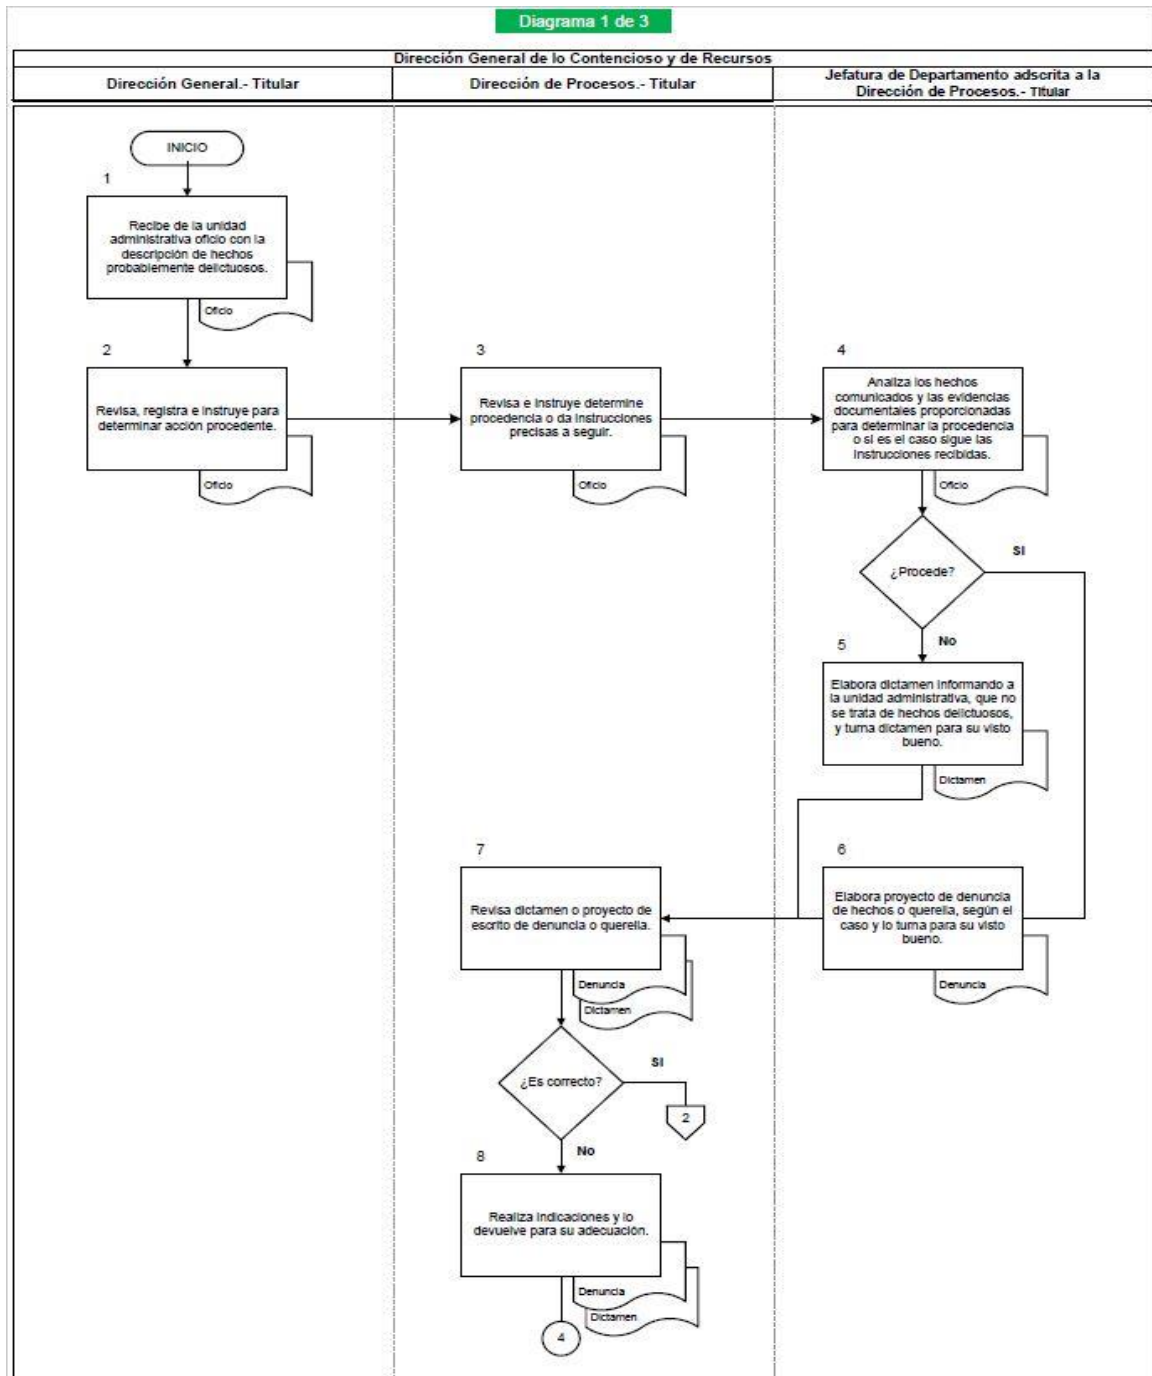 Diagrama 1 de 3
Dirección General de lo Contencioso y de Recursos
Dirección General.- Titular
Dirección de Procesos.- Titular
Jefatura de Departamento adscrita a la
Dirección de Procesos.- Titular
INICIO
1
Recibe de la unidad
administrativa oficio con la
descripción de hechos
probablemente delictuosos.
Oficio
2
Revisa, registra e instruye para
determinar acción procedente.
Oficio
3
Revisa e instruye determine
procedencia o da instrucciones
precisas a seguir.
Oficio
4
Analiza los hechos
comunicados y las evidencias
documentales proporcionadas
para determinar la procedencia
o si es el caso sigue las
instrucciones recibidas.
Oficio
¿Procede?
SI
No
5
Elabora dictamen informando a
la unidad administrativa, que no
se trata de hechos delictuosos,
y turna dictamen para su visto
bueno.
Dictamen
6
Elabora proyecto de denuncia
de hechos o querella, según el
caso y lo turna para su visto
bueno.
Denuncia
7
Revisa dictamen o proyecto de
escrito de denuncia o querella.
Denuncia
Dictamen
¿Es correcto?
SI
2
No
8
Realiza indicaciones y lo
devuelve para su adecuación.
Denuncia
Dictamen
4